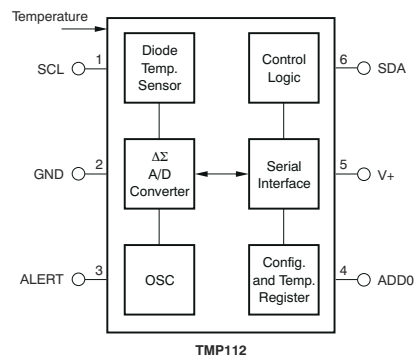 Temperature
SCL
1
Diode
Temp.
Sensor
Control
Logic
6
SDA
GND
2
ΔΣ
A/D
Converter
Serial
Interface
5
V+
ALERT
3
OSC
Config.
and Temp.
Register
4
ADD0
TMP112